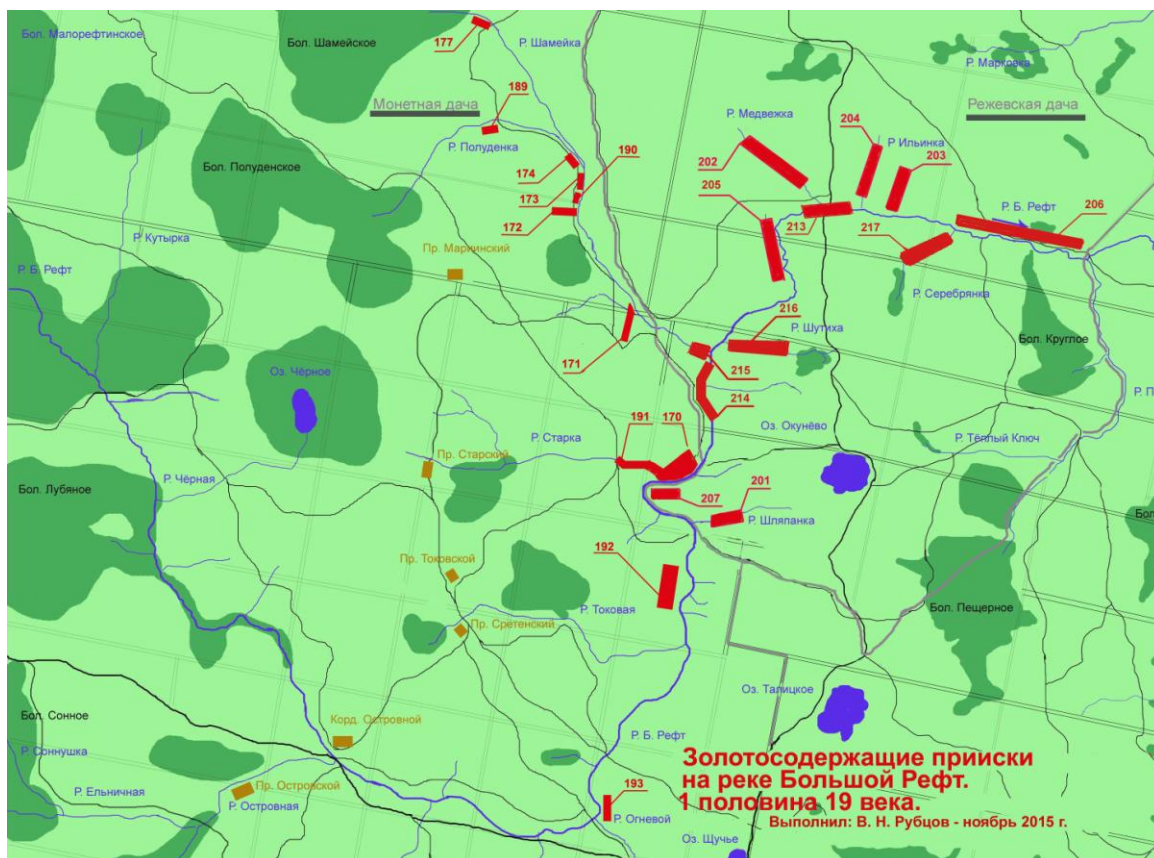 Бол. Малорефтинское
Бол. Шамейское
177
Р. Шамейка
Р. Марковка
Монетная дача
189
Режевская дача
Р. Медвежка
204
Р Ильинка
203
Р. Полуденка
Бол. Полуденское
174
190
202
173
205
172
213
Р. Б. Рефт
206
217
Р. Кутырка
Пр. Мариинский
Р. Б. Рефт
Р. Серебрянка
216
Р. Шутиха
Бол. Круглое
171
215
Оз. Чёрное
Р. П
214
191
170
Оз. Окунёво
Р. Старка
Р. Тёплый Ключ
Пр. Старский
Р. Чёрная
Бол. Лубяное
207
201
Р. Шляпанка
Бол
192
Пр. Токовской
Р. Токовая
Бол. Пещерное
Пр. Сретенский
Оз. Талицкое
Бол. Сонное
Корд. Островной
Р. Соннушка
Р. Б. Рефт
Золотосодержащие прииски
на реке Большой Рефт.
1 половина 19 века.
Выполнил: В. Н. Рубцов - ноябрь 2015 г.
193
Пр. Островской
Р. Ельничная
Р. Островная
Р. Огневой
Оз. Щучье